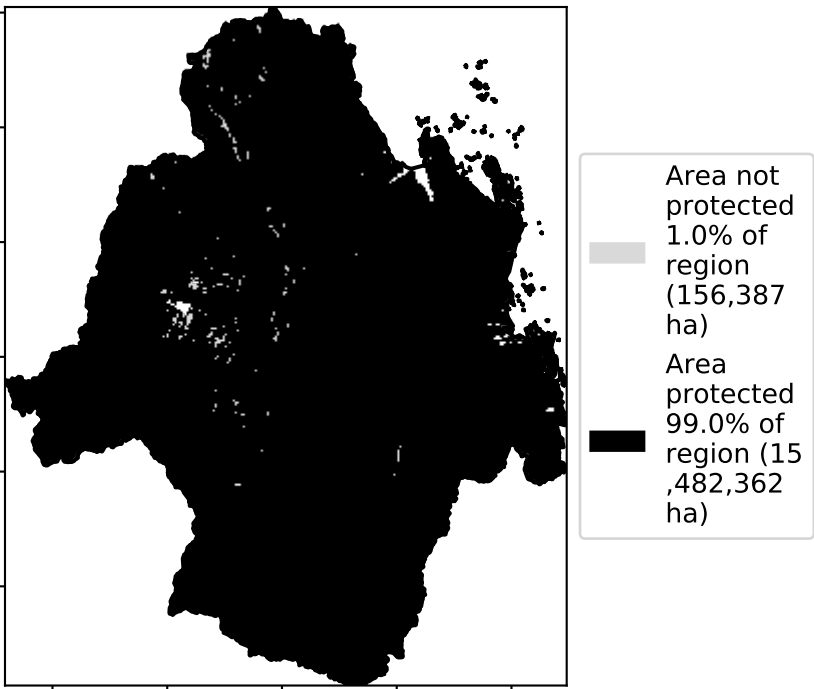 Area not
protected
1.0% of
region
(156,387
ha)
Area
protected
99.0% of
region (15
,482,362
ha)